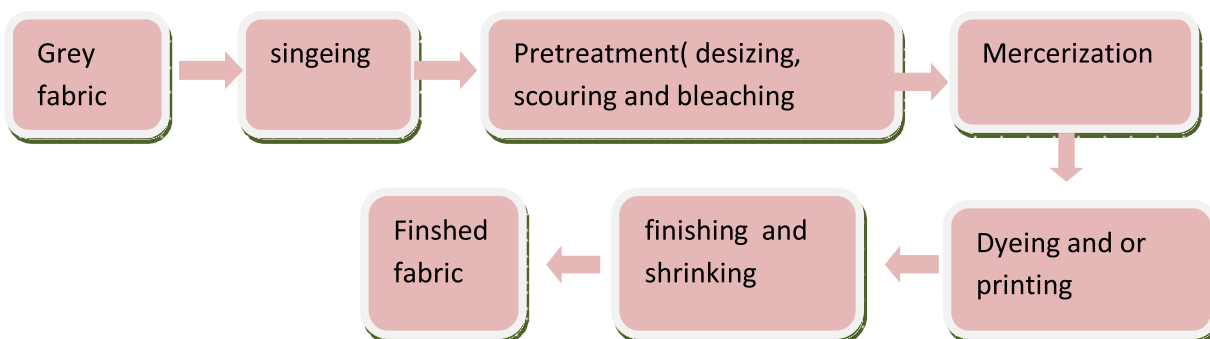 Grey
fabric
singeing
Pretreatment( desizing,
scouring and bleaching
Mercerization
Dyeing and or
printing
finishing  and
shrinking
Finshed
fabric